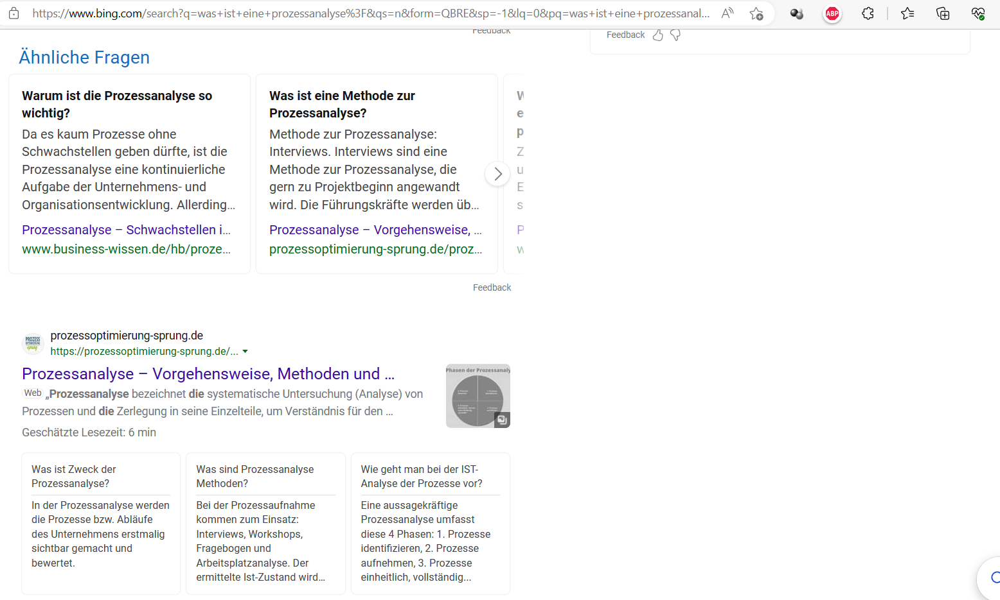 https://www.bing.com/search?q=was+ist+eine+prozessanalyse%3F&qs=n&form=QBRE&sp=-1&lq=0&pq=was+ist+eine+prozessanal...
ABP
Feedback
Feedback
Ähnliche Fragen
Warum ist die Prozessanalyse so
wichtig?
Da es kaum Prozesse ohne
Schwachstellen geben dürfte, ist die
Prozessanalyse eine kontinuierliche
Aufgabe der Unternehmens- und
Organisationsentwicklung. Allerding...
Prozessanalyse – Schwachstellen i...
www.business-wissen.de/hb/proze...
Was ist eine Methode zur
Prozessanalyse?
Methode zur Prozessanalyse:
Interviews. Interviews sind eine
Methode zur Prozessanalyse, die
gern zu Projektbeginn angewandt
wird. Die Führungskräfte werden üb...
Prozessanalyse – Vorgehensweise, ...
prozessoptimierung-sprung.de/proz...
W
e
p
Z
u
E
s
P
w
Feedback
PROZESS
prozessoptimierung-sprung.de
https://prozessoptimierung-sprung.de/...
Prozessanalyse – Vorgehensweise, Methoden und ...
Web „Prozessanalyse bezeichnet die systematische Untersuchung (Analyse) von
Prozessen und die Zerlegung in seine Einzelteile, um Verständnis für den ...
Geschätzte Lesezeit: 6 min
Phasen der Prozessanaly
Was ist Zweck der
Prozessanalyse?
In der Prozessanalyse werden
die Prozesse bzw. Abläufe
des Unternehmens erstmalig
sichtbar gemacht und
bewertet.
Was sind Prozessanalyse
Methoden?
Bei der Prozessaufnahme
kommen zum Einsatz:
Interviews, Workshops,
Fragebogen und
Arbeitsplatzanalyse. Der
ermittelte Ist-Zustand wird...
Wie geht man bei der IST-
Analyse der Prozesse vor?
Eine aussagekräftige
Prozessanalyse umfasst
diese 4 Phasen: 1. Prozesse
identifizieren, 2. Prozesse
aufnehmen, 3. Prozesse
einheitlich, vollständig...